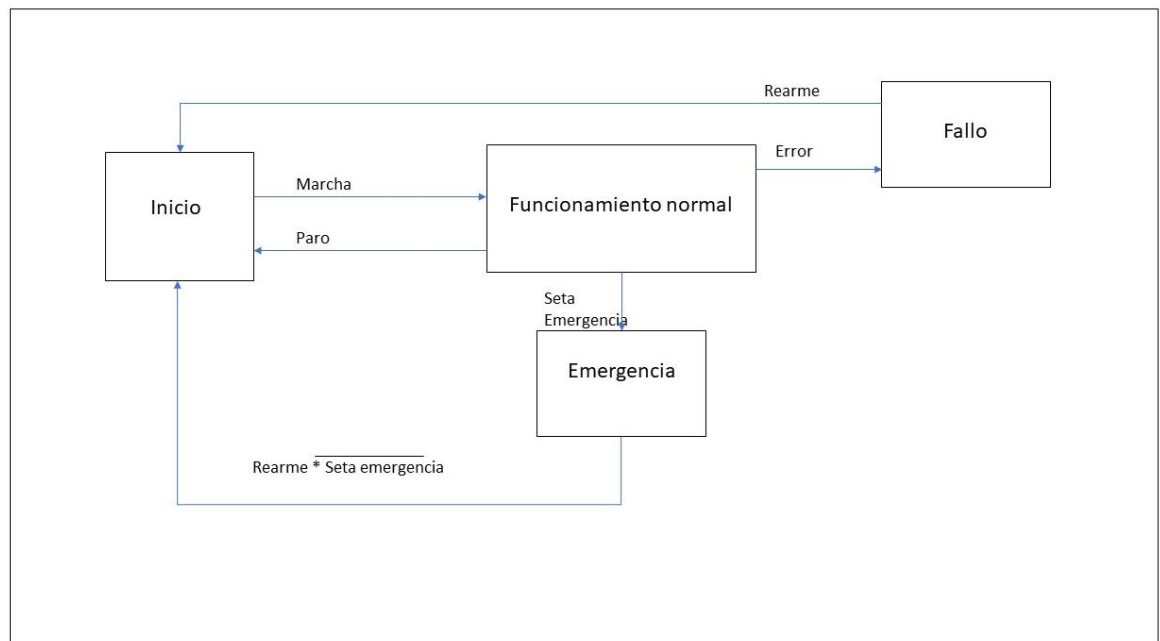 Rearme
Fallo
Error
Marcha
Inicio
Funcionamiento normal
Paro
Seta
Emergencia
Emergencia
Rearme * Seta emergencia